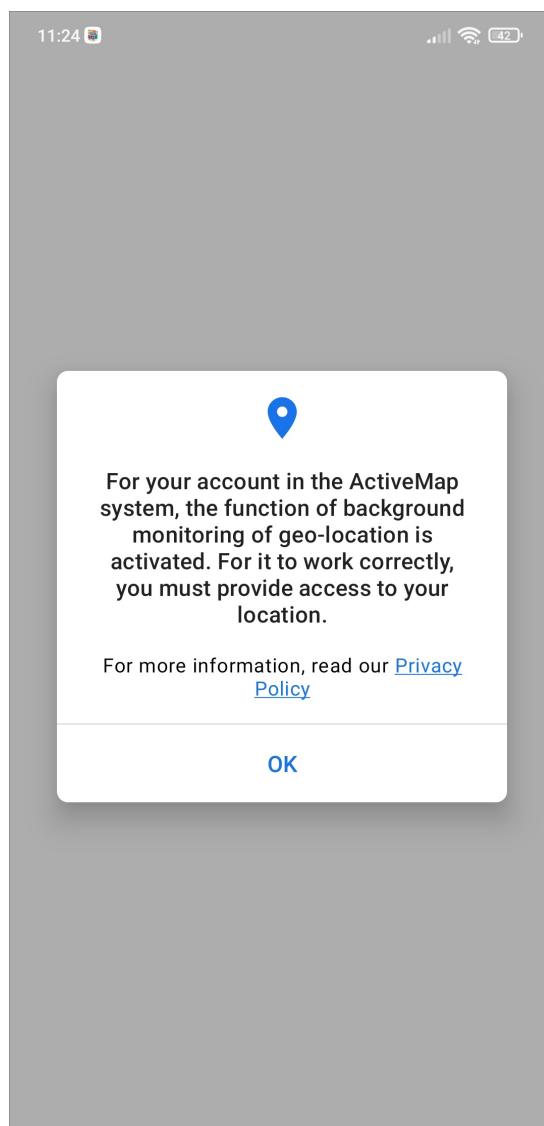 11:24
42
For your account in the ActiveMap
system, the function of background
monitoring of geo-location is
activated. For it to work correctly,
you must provide access to your
location.
For more information, read our Privacy
Policy
OK